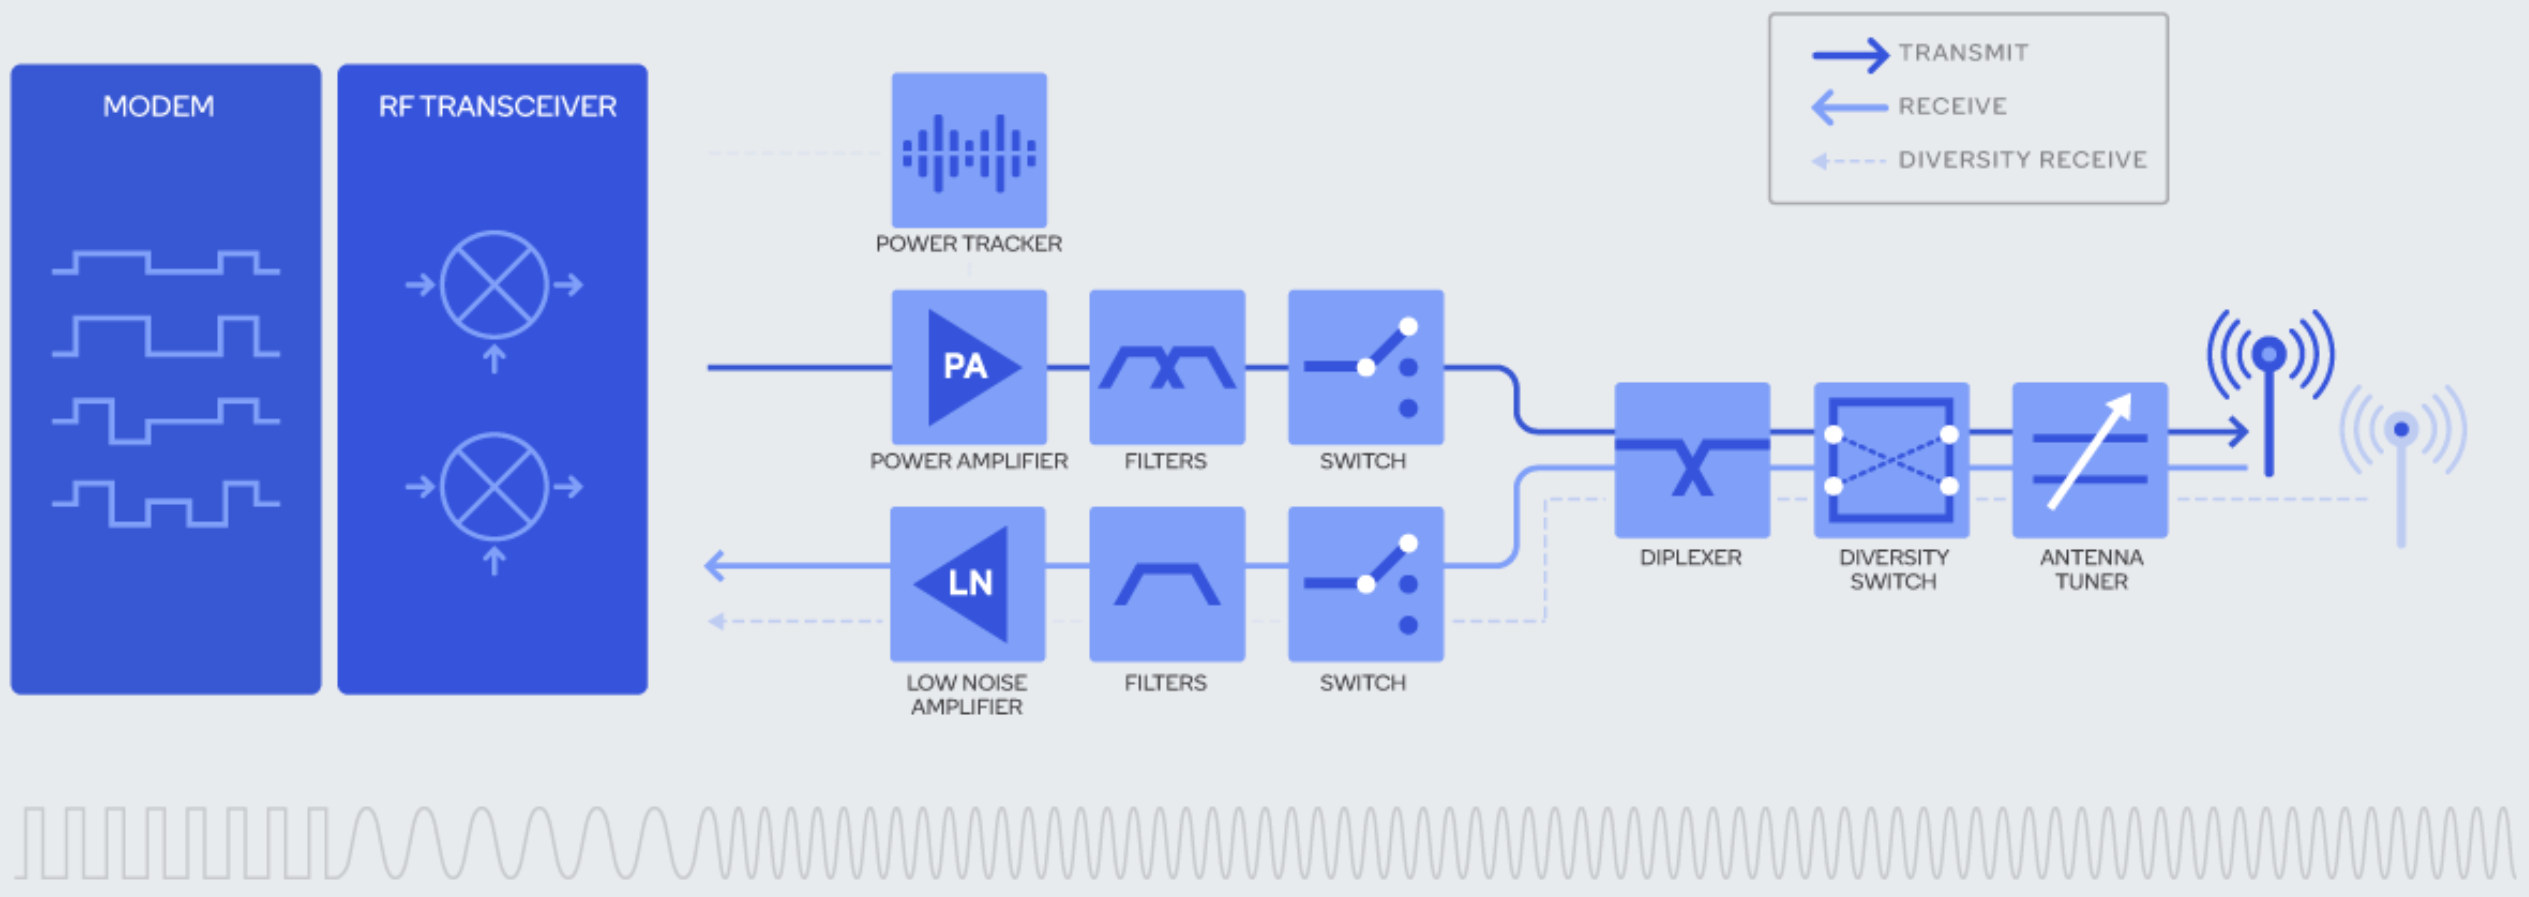 TRANSMIT
RECEIVE
DIVERSITY RECEIVE
MODEM
RF TRANSCEIVER
POWER TRACKER
PA
POWER AMPLIFIER
FILTERS
SWITCH
LN
LOW NOISE
AMPLIFIER
FILTERS
SWITCH
DIPLEXER
DIVERSITY
SWITCH
ANTENNA
TUNER